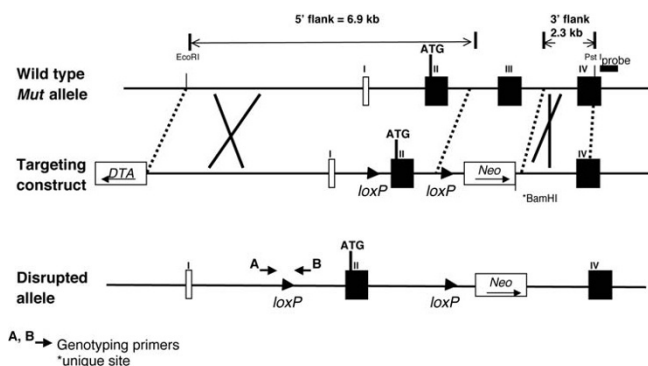 5' flank = 6.9 kb
3' flank
2.3 kb
EcoRI
ATG
Pst I
probe
I
II
III
IV
Wild type
Mut allele
ATG
I
II
IV
Targeting
construct
DTA
loxP
loxP
Neo
*BamHI
ATG
I
A
B
II
IV
Disrupted
allele
loxP
loxP
Neo
A, B
Genotyping primers
*unique site